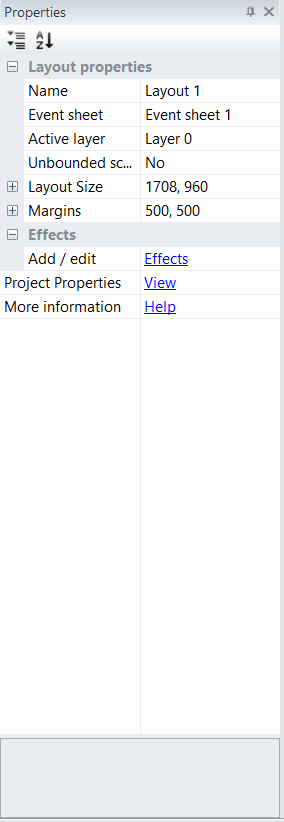 Properties
A Z
Layout properties
Name Layout 1
Event sheet Event sheet 1
Active layer Layer 0
Unbounded sc... No
Layout Size 1708, 960
Margins 500, 500
Effects
Add / edit Effects
Project Properties View
More information Help